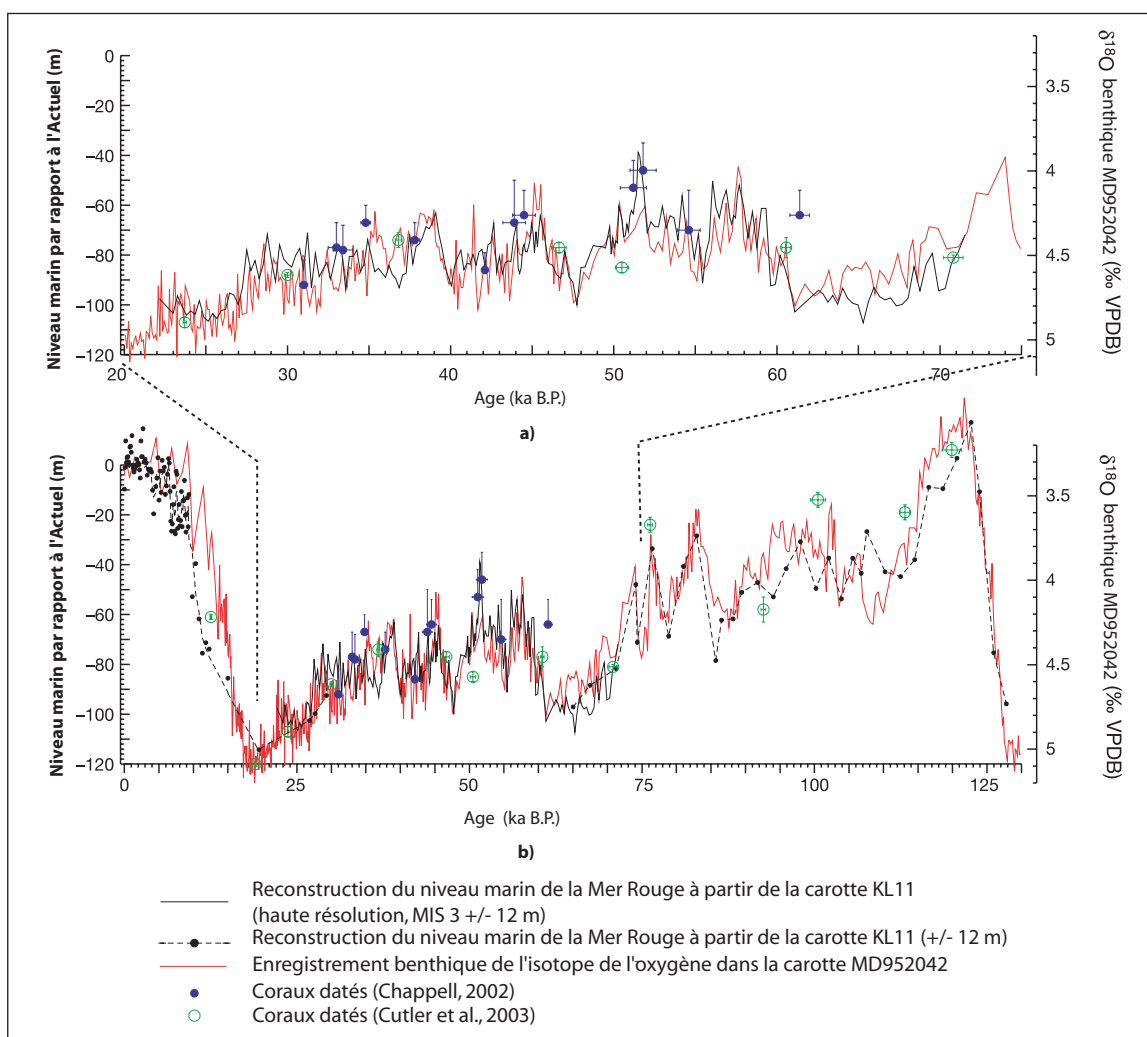 Niveau marin par rapport à l'Actuel (m)
0
−20
−40
−60
−80
−100
−120
3.5
4
4.5
5
δ18O benthique MD952042 (‰ VPDB)
20
30
40
50
60
70
Age (ka B.P.)
a)
Niveau marin par rapport à l'Actuel (m)
0
−20
−40
−60
−80
−100
−120
3.5
4
4.5
5
δ18O benthique MD952042 (‰ VPDB)
0
25
50
75
100
125
Age (ka B.P.)
b)
Reconstruction du niveau marin de la Mer Rouge à partir de la carotte KL11
(haute résolution, MIS 3 +/- 12 m)
Reconstruction du niveau marin de la Mer Rouge à partir de la carotte KL11 (+/- 12 m)
Enregistrement benthique de l'isotope de l'oxygène dans la carotte MD952042
Coraux datés (Chappell, 2002)
Coraux datés (Cutler et al., 2003)